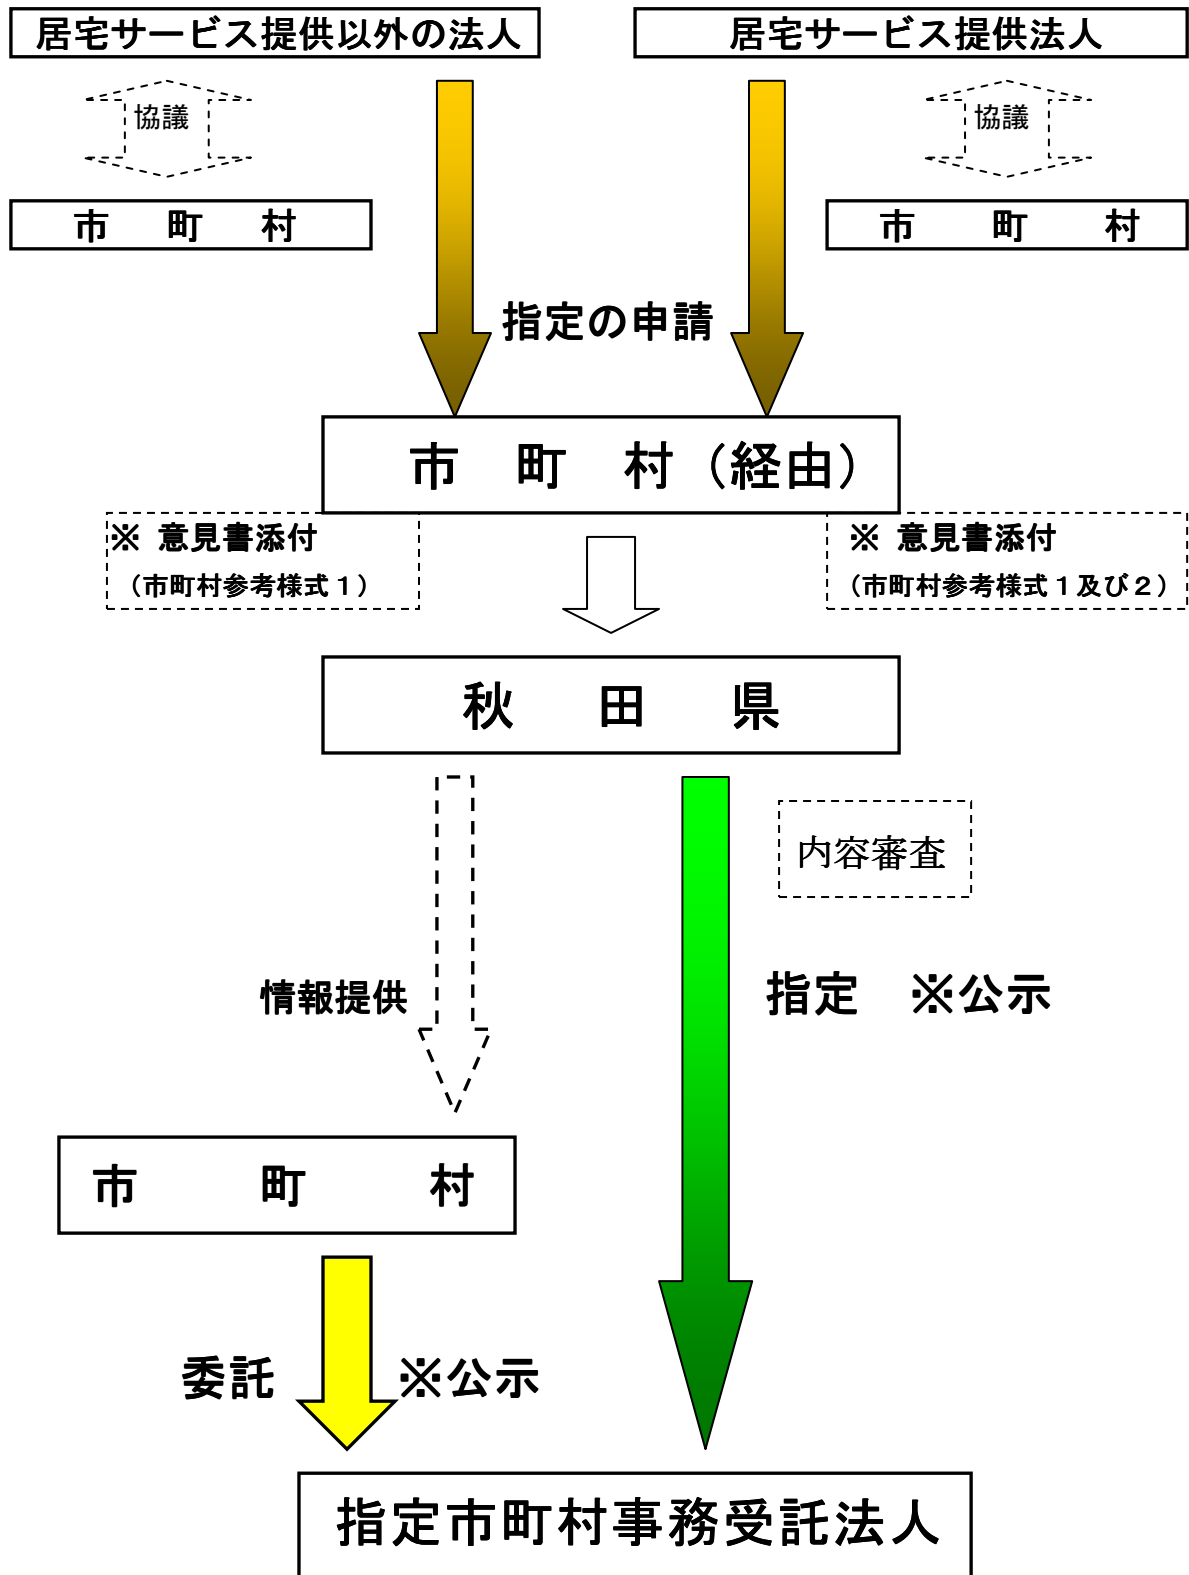 居宅サービス提供以外の法人
居宅サービス提供法人
協議
協議
市　町　村
市　　町　　村
指定の申請
市　町　村（経由）
※ 意見書添付
（市町村参考様式１）
※ 意見書添付
（市町村参考様式１及び２）
秋　田　県
内容審査
情報提供
指定　※公示
市　　町　　村
委託　　※公示
指定市町村事務受託法人